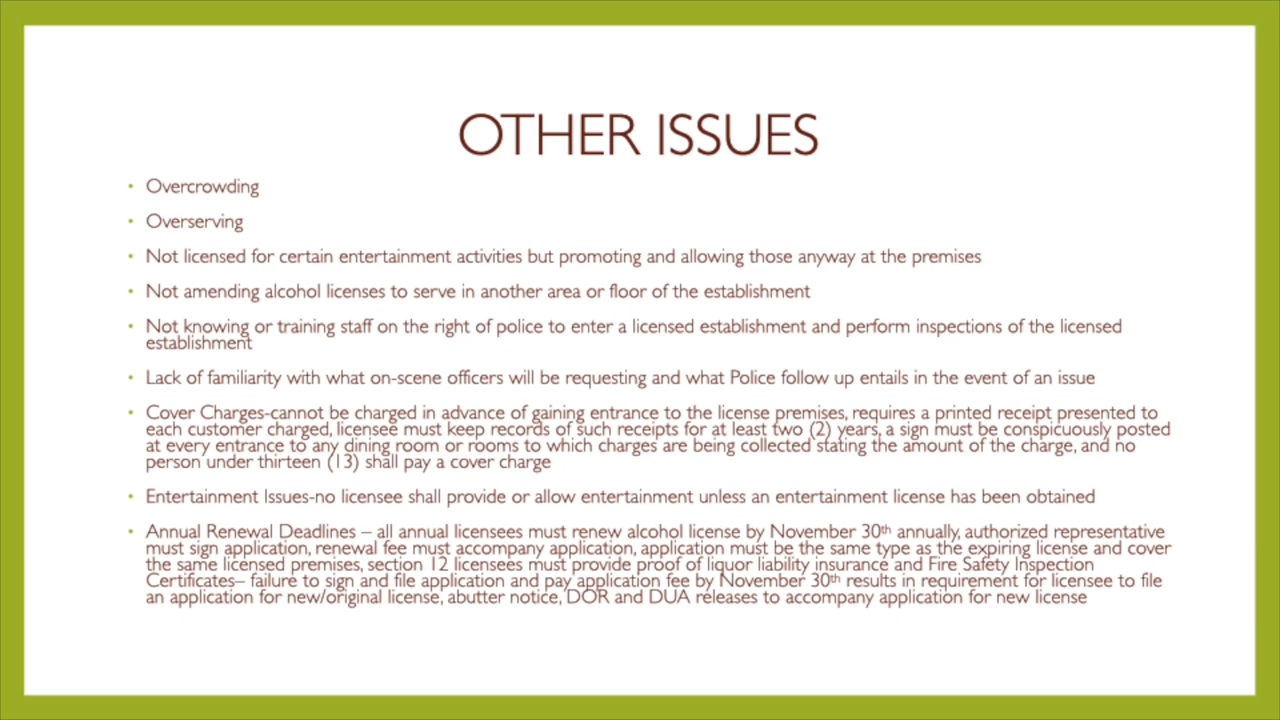 OTHER ISSUES
• Overcrowding
• Overserving
• Not licensed for certain entertainment activities but promoting and allowing those anyway at the premises
• Not amending alcohol licenses to serve in another area or floor of the establishment
• Not knowing or training staff on the right of police to enter a licensed establishment and perform inspections of the licensed
establishment
• Lack of familiarity with what on-scene officers will be requesting and what Police follow up entails in the event of an issue
• Cover Charges-cannot be charged in advance of gaining entrance to the license premises, requires a printed receipt presented to
each customer charged, licensee must keep records of such receipts for at least two (2) years, a sign must be conspicuously posted
at every entrance to any dining room or rooms to which charges are being collected stating the amount of the charge, and no
person under thirteen (13) shall pay a cover charge
• Entertainment Issues-no licensee shall provide or allow entertainment unless an entertainment license has been obtained
• Annual Renewal Deadlines – all annual licensees must renew alcohol license by November 30th annually, authorized representative
must sign application, renewal fee must accompany application, application must be the same type as the expiring license and cover
the same licensed premises, section 12 licensees must provide proof of liquor liability insurance and Fire Safety Inspection
Certificates– failure to sign and file application and pay application fee by November 30th results in requirement for licensee to file
an application for new/original license, abutter notice, DOR and DUA releases to accompany application for new license